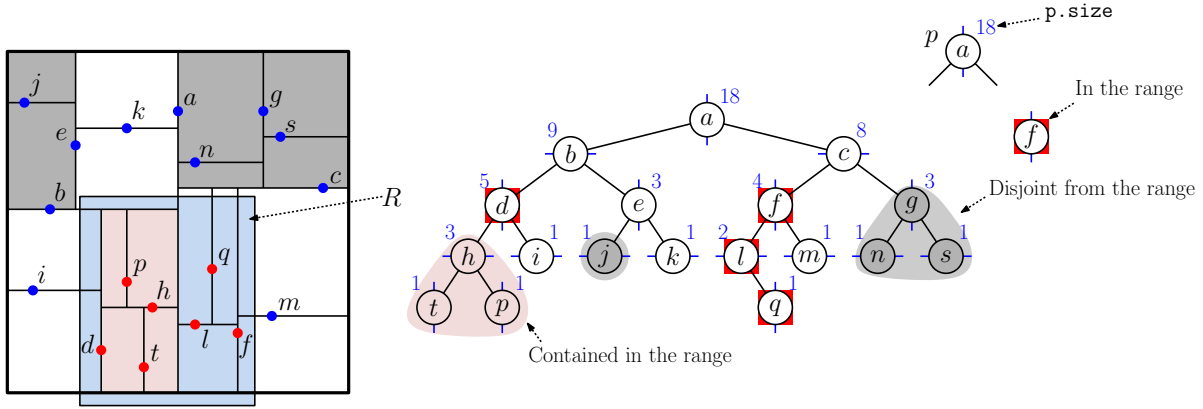 p.size
18
p
a
In the range
f
Disjoint from the range
j
k
a
g
e
s
n
b
c
R
i
p
q
h
m
d
t
l
f
a 18
9 b
8 c
5 d
3 e
4 f
3 g
3 h
1 i
1 j
1 k
2 l
1 m
1 n
1 s
1 t
1 p
1 q
Contained in the range